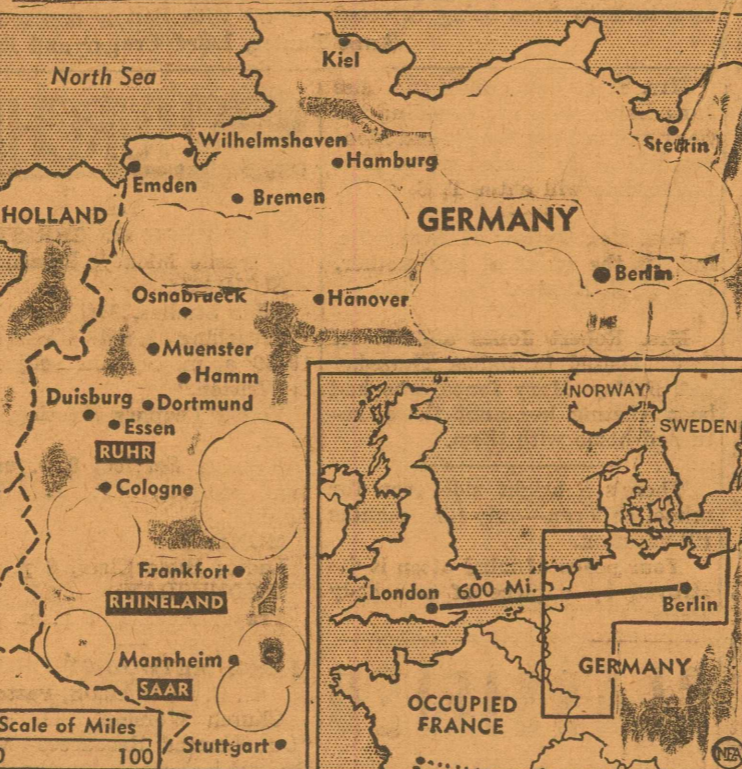 North Sea
Kiel
Wilhelmshaven
Stettin
Hamburg
Emden
Bremen
HOLLAND
GERMANY
Berlin
Osnabrueck
Hanover
Muenster
Hamm
Duisburg
Dortmund
Essen
RUHR
Cologne
Frankfort
RHINELAND
Mannheim
SAAR
Stuttgart
Scale of Miles
0 100
NORWAY
SWEDEN
London
600 Mi.
Berlin
GERMANY
OCCUPIED
FRANCE
NEA